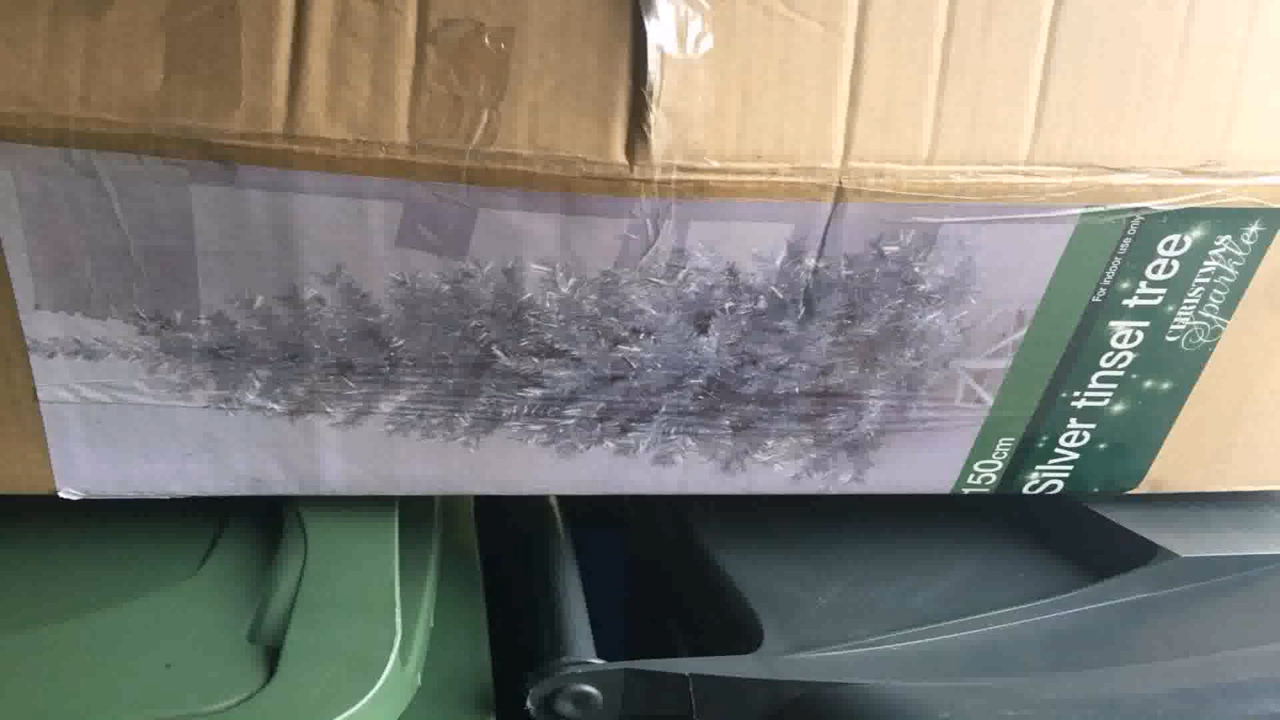 150cm
For indoor use only
Silver tinsel tree
CHRISTMAS
Sparkle